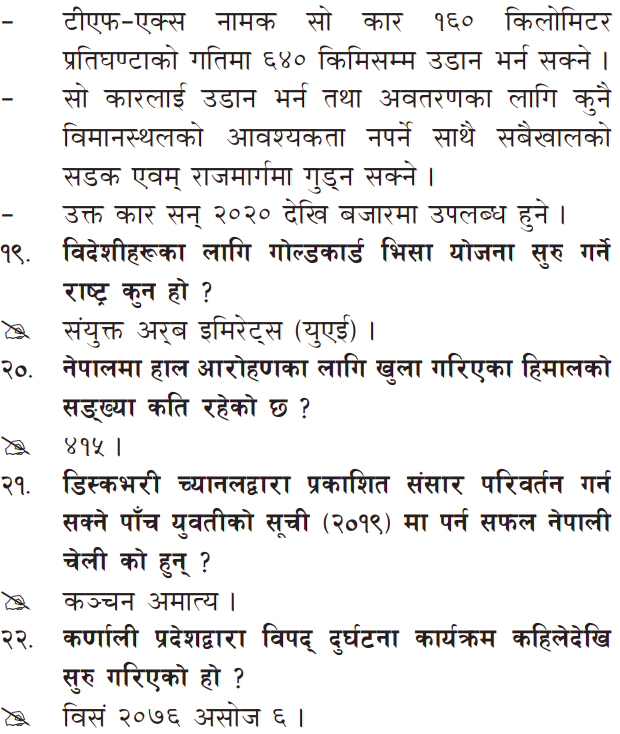 – टीएफ–एक्स नामक सो कार १६० किलोमिटर
प्रतिघण्टाको गतिमा ६४० किमिसम्म उडान भर्न सक्ने ।
– सो कारलाई उडान भर्न तथा अवतरणका लागि कुनै
विमानस्थलको आवश्यकता नपर्ने साथै सबैखालको
सडक एवम् राजमार्गमा गुड्न सक्ने ।
– उक्त कार सन् २०२० देखि बजारमा उपलब्ध हुने ।
१९. विदेशीहरूका लागि गोल्डकार्ड भिसा योजना सुरु गर्ने
राष्ट्र कुन हो ?
संयुक्त अर्‍ब इमिरेट्स (युएई) ।
२०. नेपालमा हाल आरोहणका लागि खुला गरिएका हिमालको
सङ्ख्या कति रहेको छ ?
४१५ ।
२१. डिस्कभरी च्यानलद्वारा प्रकाशित संसार परिवर्तन गर्न
सक्ने पाँच युवतीको सूची (२०१९) मा पर्न सफल नेपाली
चेली को हुन् ?
कञ्चन अमात्य ।
२२. कर्णाली प्रदेशद्वारा विपद् दुर्घटना कार्यक्रम कहिलेदेखि
सुरु गरिएको हो ?
विसं २०७६ असोज ६ ।